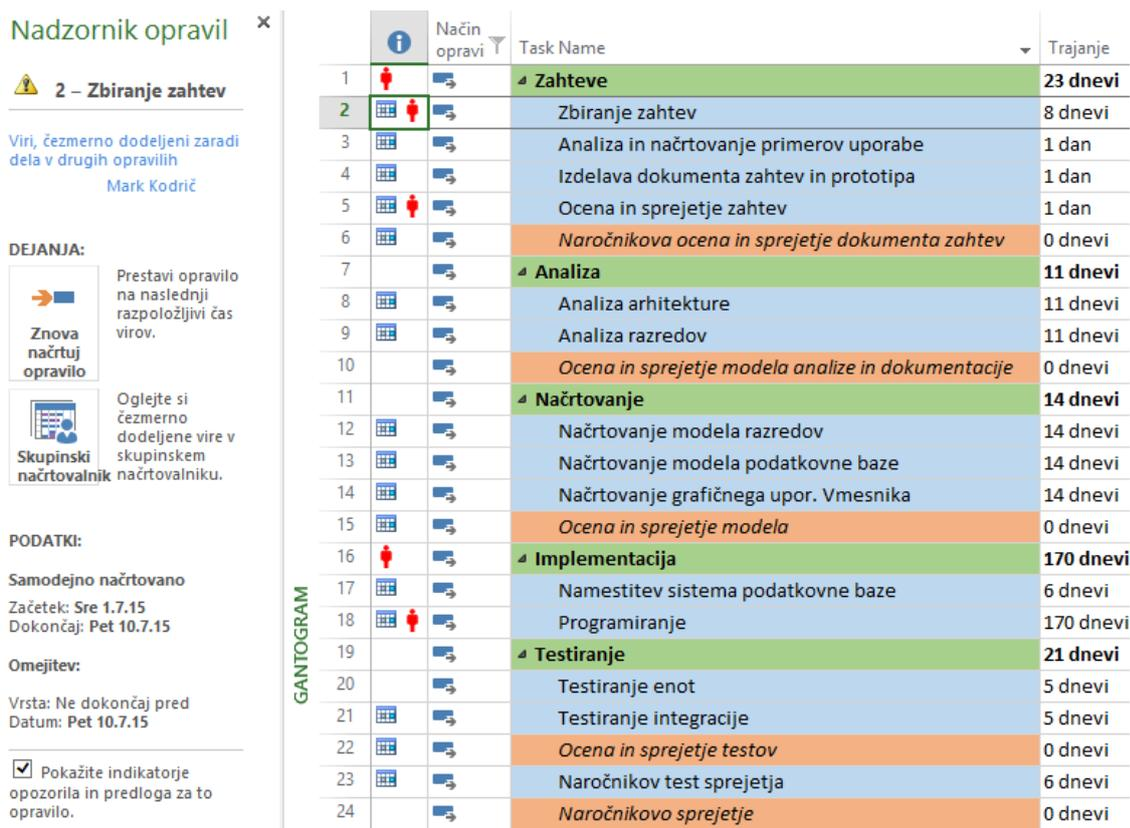 Nadzornik opravil
2 – Zbiranje zahtev
Viri, čezmerno dodeljeni zaradi
dela v drugih opravilih
Mark Kodrič
DEJANJA:
Znova
načrtuj
opravilo
Prestavi opravilo
na naslednji
razpoložljivi čas
virov.
Skupinski
načrtovalnik
Oglejte si
čezmerno
dodeljene vire v
skupinskem
načrtovalniku.
PODATKI:
Samodejno načrtovano
Začetek: Sre 1.7.15
Dokončaj: Pet 10.7.15
Omejitev:
Vrsta: Ne dokončaj pred
Datum: Pet 10.7.15
Pokažite indikatorje
opozorila in predloga za to
opravilo.
GANTOGRAM
Način
opravi
Task Name
Trajanje
1 Zahteve 23 dnevi
2 Zbiranje zahtev 8 dnevi
3 Analiza in načrtovanje primerov uporabe 1 dan
4 Izdelava dokumenta zahtev in prototipa 1 dan
5 Ocena in sprejetje zahtev 1 dan
6 Naročnikova ocena in sprejetje dokumenta zahtev 0 dnevi
7 Analiza 11 dnevi
8 Analiza arhitekture 11 dnevi
9 Analiza razredov 11 dnevi
10 Ocena in sprejetje modela analize in dokumentacije 0 dnevi
11 Načrtovanje 14 dnevi
12 Načrtovanje modela razredov 14 dnevi
13 Načrtovanje modela podatkovne baze 14 dnevi
14 Načrtovanje grafičnega upor. Vmesnika 14 dnevi
15 Ocena in sprejetje modela 0 dnevi
16 Implementacija 170 dnevi
17 Namestitev sistema podatkovne baze 6 dnevi
18 Programiranje 170 dnevi
19 Testiranje 21 dnevi
20 Testiranje enot 5 dnevi
21 Testiranje integracije 5 dnevi
22 Ocena in sprejetje testov 0 dnevi
23 Naročnikov test sprejetja 6 dnevi
24 Naročnikovo sprejetje 0 dnevi